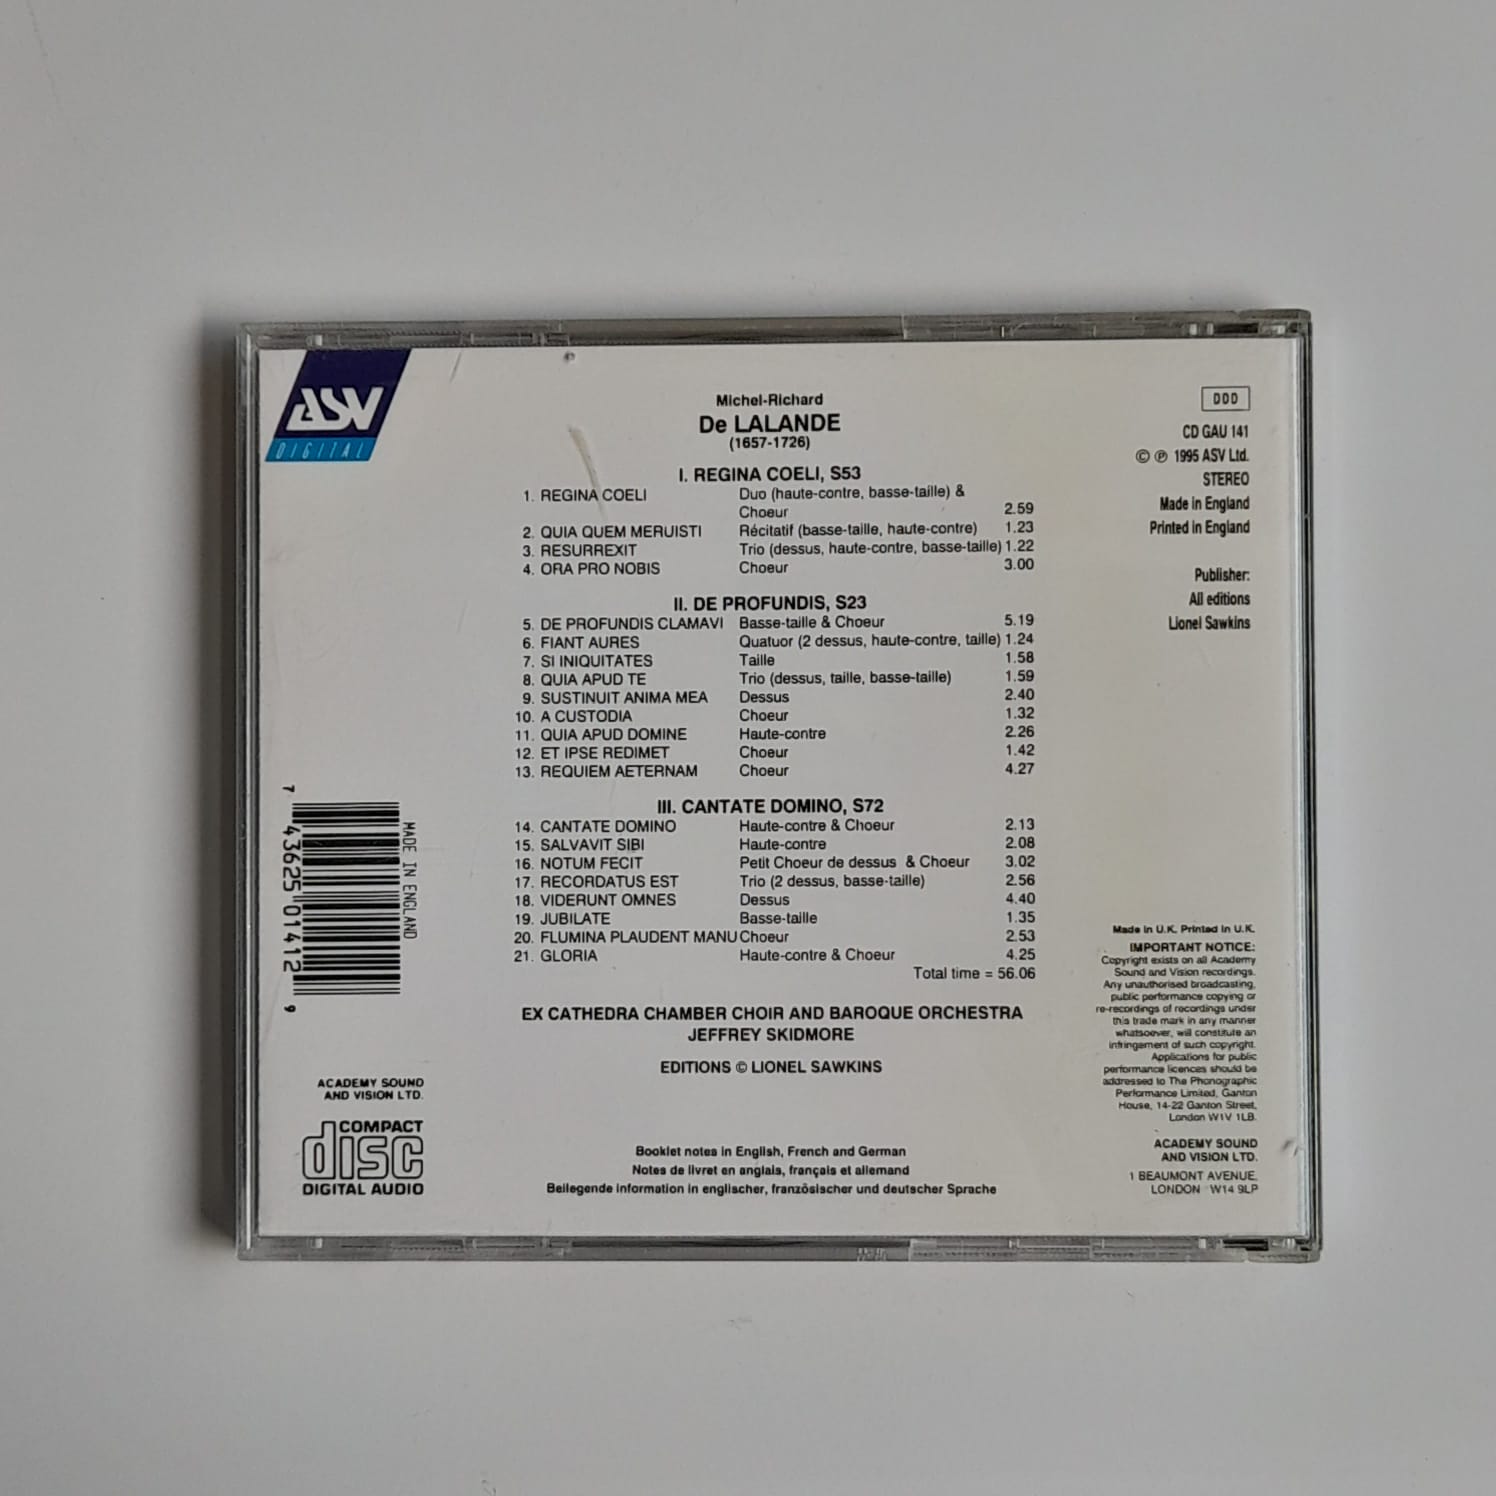 ASV
DIGITAL
Michel-Richard
De LALANDE
(1657-1726)
I. REGINA COELI, S53
1. REGINA COELI Duo (haute-contre, basse-taille) &
Choeur 2.59
2. QUIA QUEM MERUISTI Récitatif (basse-taille, haute-contre) 1.23
3. RESURREXIT Trio (dessus, haute-contre, basse-taille) 1.22
4. ORA PRO NOBIS Choeur 3.00
II. DE PROFUNDIS, S23
5. DE PROFUNDIS CLAMAVI Basse-taille & Choeur 5.19
6. FIANT AURES Quatuor (2 dessus, haute-contre, taille) 1.24
7. SI INIQUITATES Taille 1.58
8. QUIA APUD TE Trio (dessus, taille, basse-taille) 1.59
9. SUSTINUIT ANIMA MEA Dessus 2.40
10. A CUSTODIA Choeur 1.32
11. QUIA APUD DOMINE Haute-contre 2.26
12. ET IPSE REDIMET Choeur 1.42
13. REQUIEM AETERNAM Choeur 4.27
III. CANTATE DOMINO, S72
14. CANTATE DOMINO Haute-contre & Choeur 2.13
15. SALVAVIT SIBI Haute-contre 2.08
16. NOTUM FECIT Petit Choeur de dessus & Choeur 3.02
17. RECORDATUS EST Trio (2 dessus, basse-taille) 2.56
18. VIDERUNT OMNES Dessus 4.40
19. JUBILATE Basse-taille 1.35
20. FLUMINA PLAUDENT MANU Choeur 2.53
21. GLORIA Haute-contre & Choeur 4.25
Total time = 56.06
EX CATHEDRA CHAMBER CHOIR AND BAROQUE ORCHESTRA
JEFFREY SKIDMORE
EDITIONS © LIONEL SAWKINS
Booklet notes in English, French and German
Notes de livret en anglais, français et allemand
Beilegende information in englischer, französischer und deutscher Sprache
DDD
CD GAU 141
© ℗ 1995 ASV Ltd.
STEREO
Made in England
Printed in England
Publisher:
All editions
Lionel Sawkins
Made in U.K. Printed in U.K.
IMPORTANT NOTICE:
Copyright exists on all Academy
Sound and Vision recordings.
Any unauthorised broadcasting,
public performance copying or
re-recordings of recordings under
this trade mark in any manner
whatsoever, will constitute an
infringement of such copyright.
Applications for public
performance licences should be
addressed to The Phonographic
Performance Limited, Ganton
House, 14-22 Ganton Street,
London W1V 1LB.
ACADEMY SOUND
AND VISION LTD.
1 BEAUMONT AVENUE,
LONDON W14 9LP
7 43625 01412 9
MADE IN ENGLAND
ACADEMY SOUND
AND VISION LTD.
COMPACT
disc
DIGITAL AUDIO